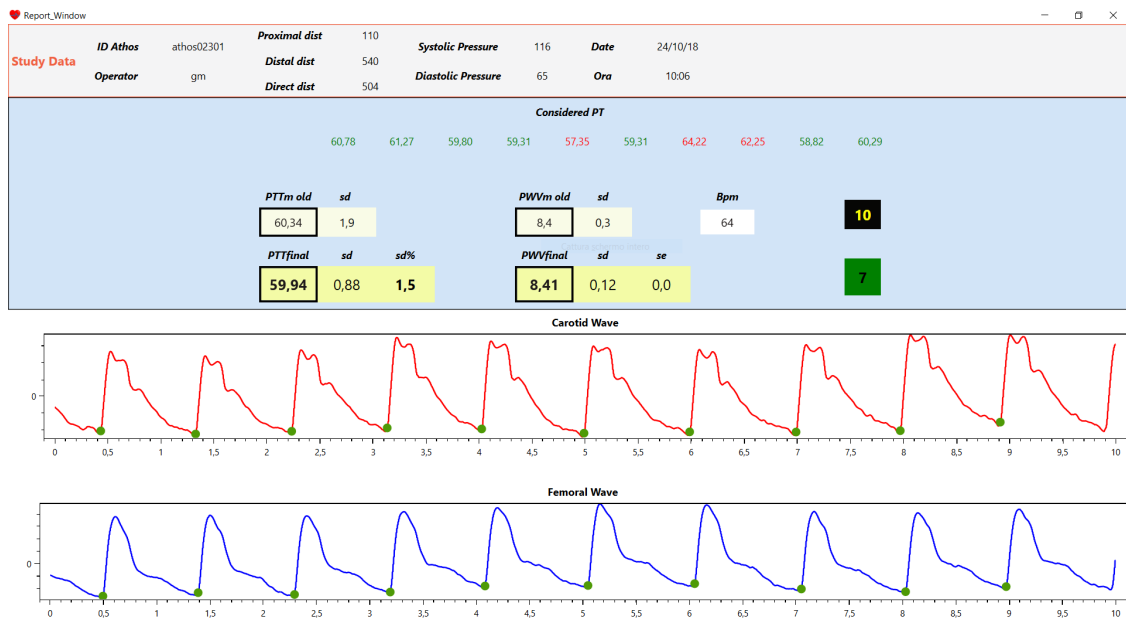 Report_Window
Proximal dist 110
ID Athos athos02301 Systolic Pressure 116 Date 24/10/18
Study Data Distal dist 540
Operator gm Diastolic Pressure 65 Ora 10:06
Direct dist 504
Considered PT
60,78 61,27 59,80 59,31 57,35 59,31 64,22 62,25 58,82 60,29
PTTm old sd PWVm old sd Bpm
60,34 1,9 8,4 0,3 64 10
PTTfinal sd sd% PWVfinal sd se
59,94 0,88 1,5 8,41 0,12 0,0 7
Carotid Wave
0
0 0,5 1 1,5 2 2,5 3 3,5 4 4,5 5 5,5 6 6,5 7 7,5 8 8,5 9 9,5 10
Femoral Wave
0
0 0,5 1 1,5 2 2,5 3 3,5 4 4,5 5 5,5 6 6,5 7 7,5 8 8,5 9 9,5 10